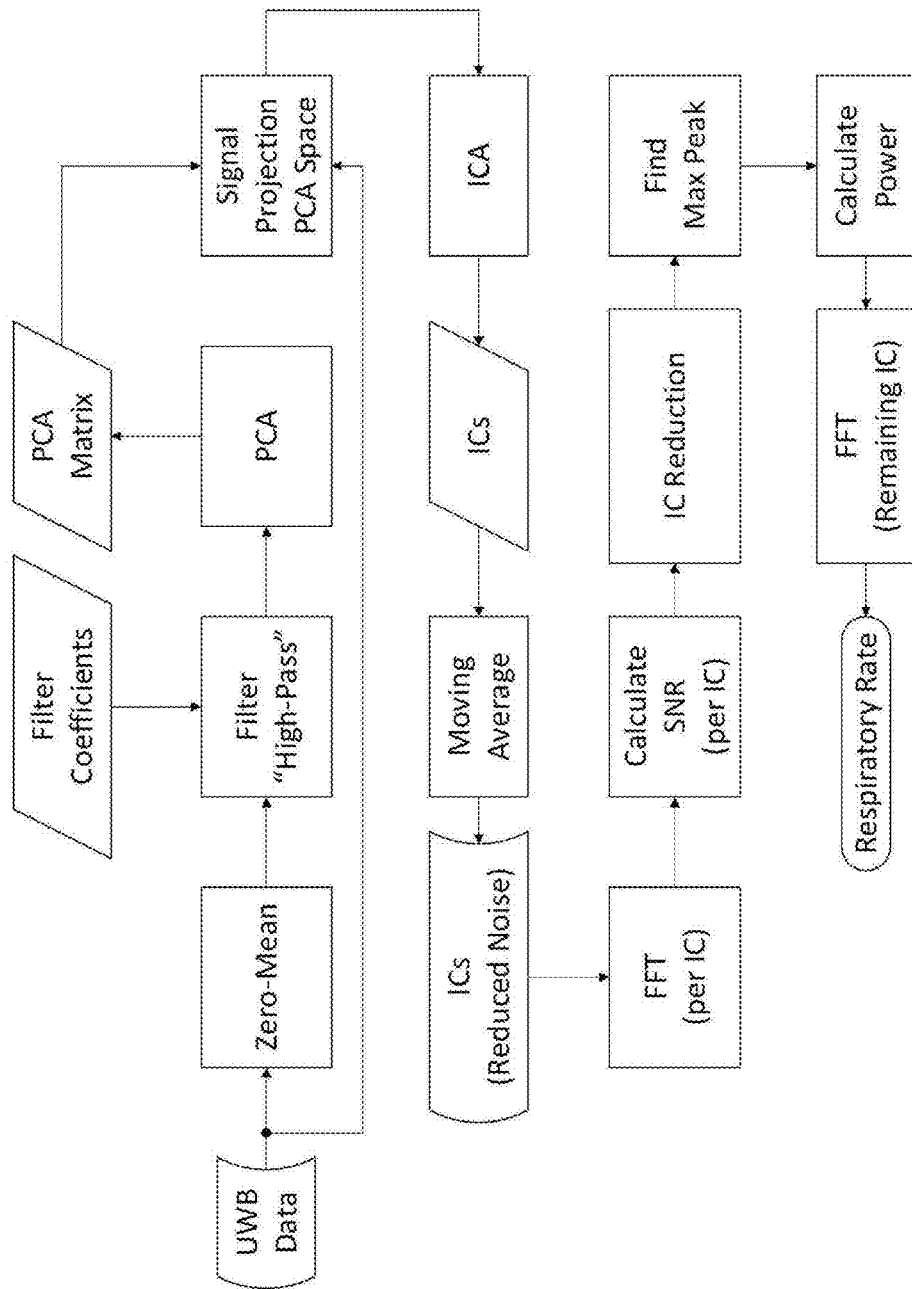 UWB
Data
Zero-Mean
Filter
Coefficients
Filter
"High-Pass"
PCA
PCA
Matrix
Signal
Projection
PCA Space
ICA
ICs
Moving
Average
ICs
(Reduced Noise)
FFT
(per IC)
Calculate
SNR
(per IC)
IC Reduction
Find
Max Peak
Calculate
Power
FFT
(Remaining IC)
Respiratory Rate